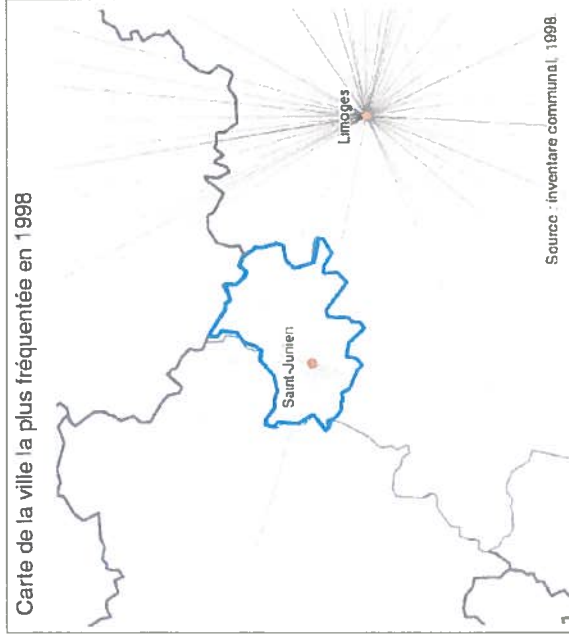 Carte de la ville la plus fréquentée en 1998
Limoges
Saint-Junien
Source : inventaire communal, 1998.